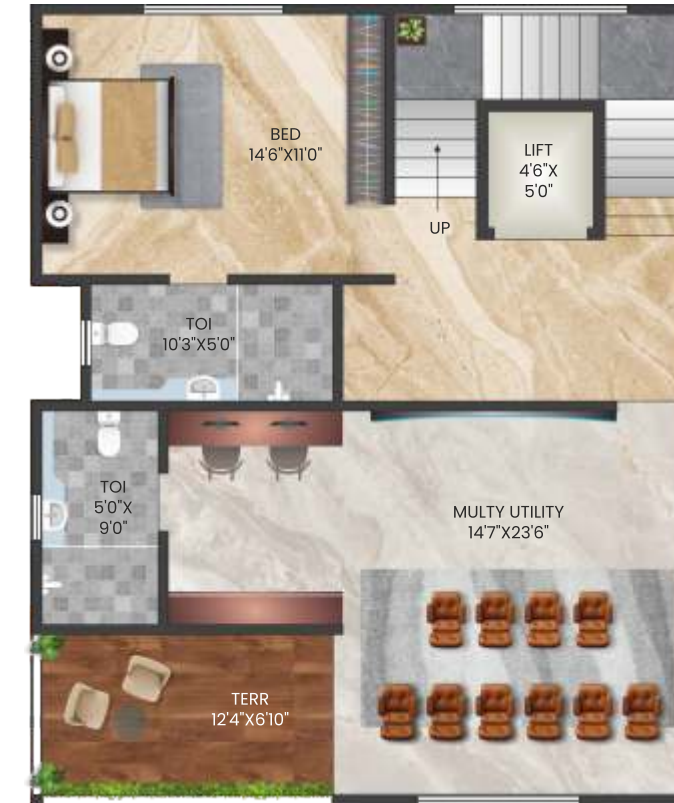 BED
14'6"X11'0"
LIFT
4'6"X
5'0"
UP
TOI
10'3"X5'0"
TOI
5'0"X
9'0"
MULTY UTILITY
14'7"X23'6"
TERR
12'4"X6'10"